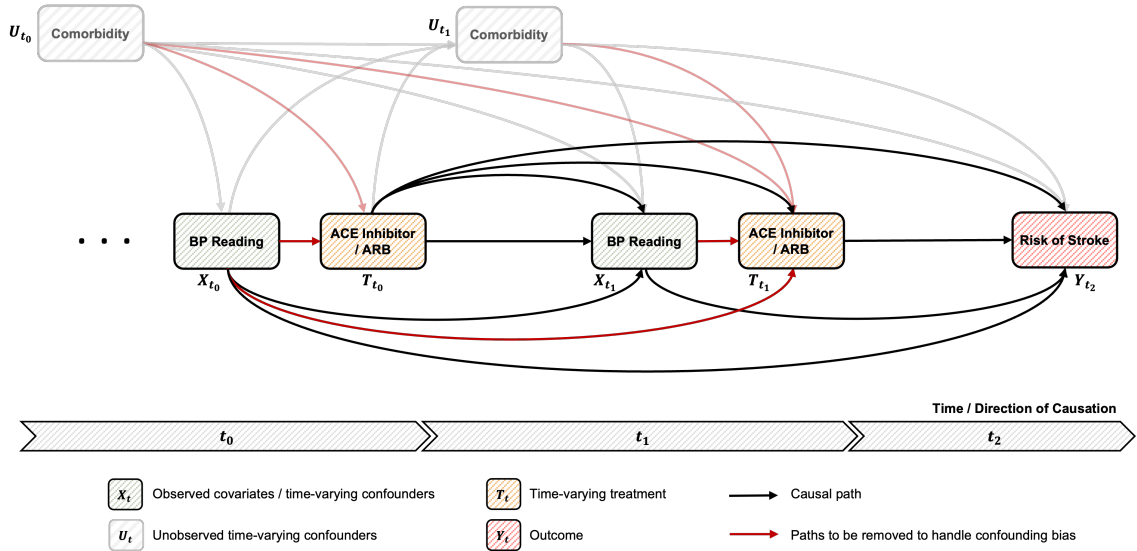 U_{t_0}
Comorbidity
U_{t_1}
Comorbidity
. . .
BP Reading
X_{t_0}
ACE Inhibitor
/ ARB
T_{t_0}
BP Reading
X_{t_1}
ACE Inhibitor
/ ARB
T_{t_1}
Risk of Stroke
Y_{t_2}
Time / Direction of Causation
t_0
t_1
t_2
X_t Observed covariates / time-varying confounders
T_t Time-varying treatment
Causal path
U_t Unobserved time-varying confounders
Y_t Outcome
Paths to be removed to handle confounding bias